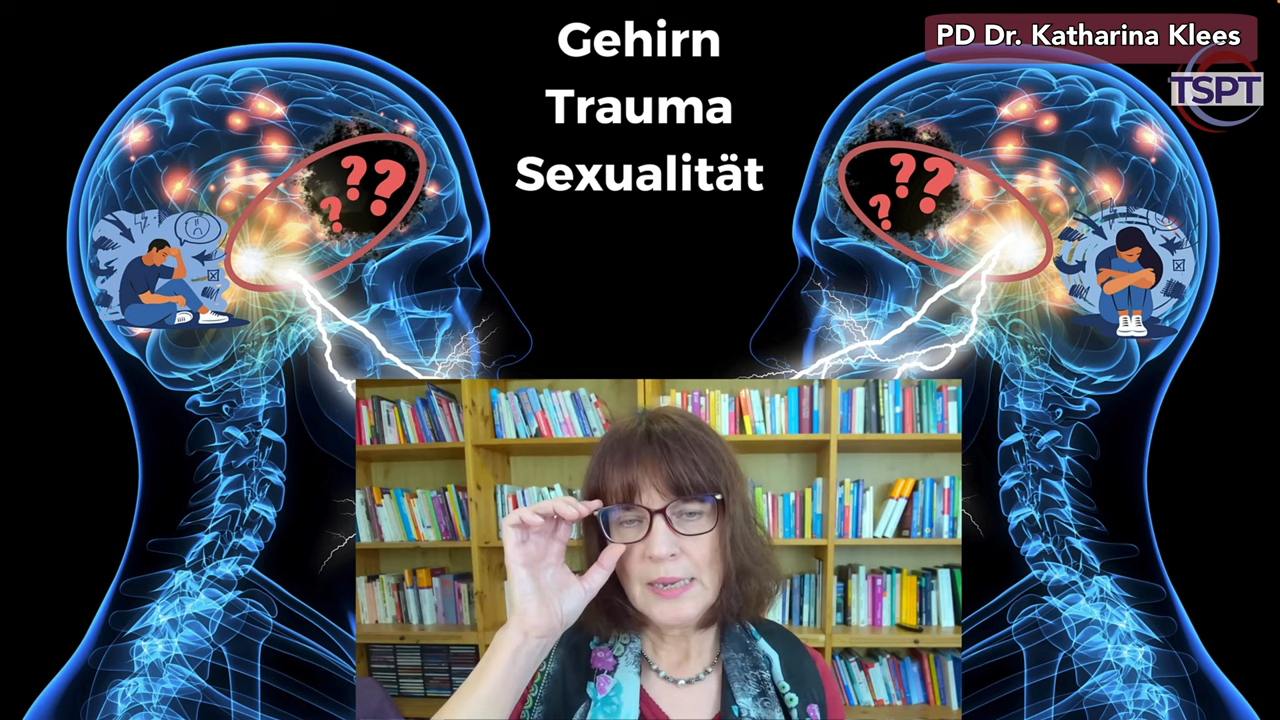 Gehirn
Trauma
Sexualität
PD Dr. Katharina Klees
TSPT
??
?
??
?